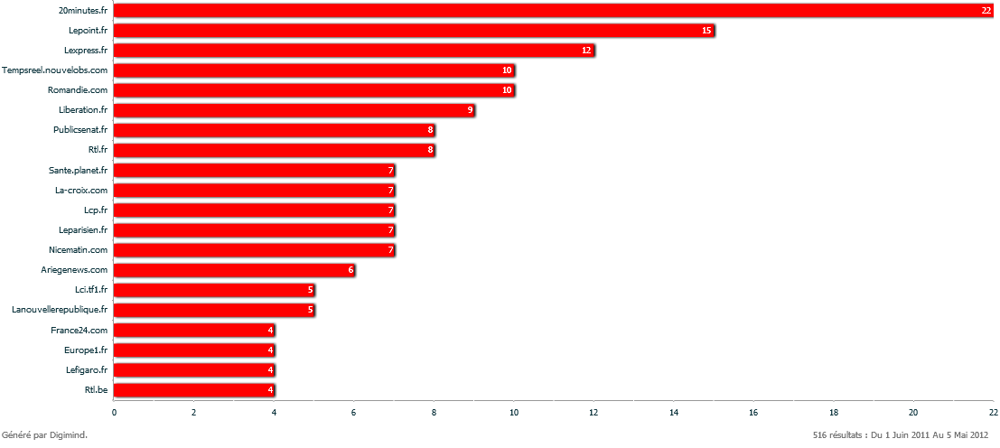 20minutes.fr 22
Lepoint.fr 15
Lexpress.fr 12
Tempsreel.nouvelobs.com 10
Romandie.com 10
Liberation.fr 9
Publicsenat.fr 8
Rtl.fr 8
Sante.planet.fr 7
La-croix.com 7
Lcp.fr 7
Leparisien.fr 7
Nicematin.com 7
Ariegenews.com 6
Lci.tf1.fr 5
Lanouvellerepublique.fr 5
France24.com 4
Europe1.fr 4
Lefigaro.fr 4
Rtl.be 4
0 2 4 6 8 10 12 14 16 18 20 22
Généré par Digimind. 516 résultats : Du 1 Juin 2011 Au 5 Mai 2012